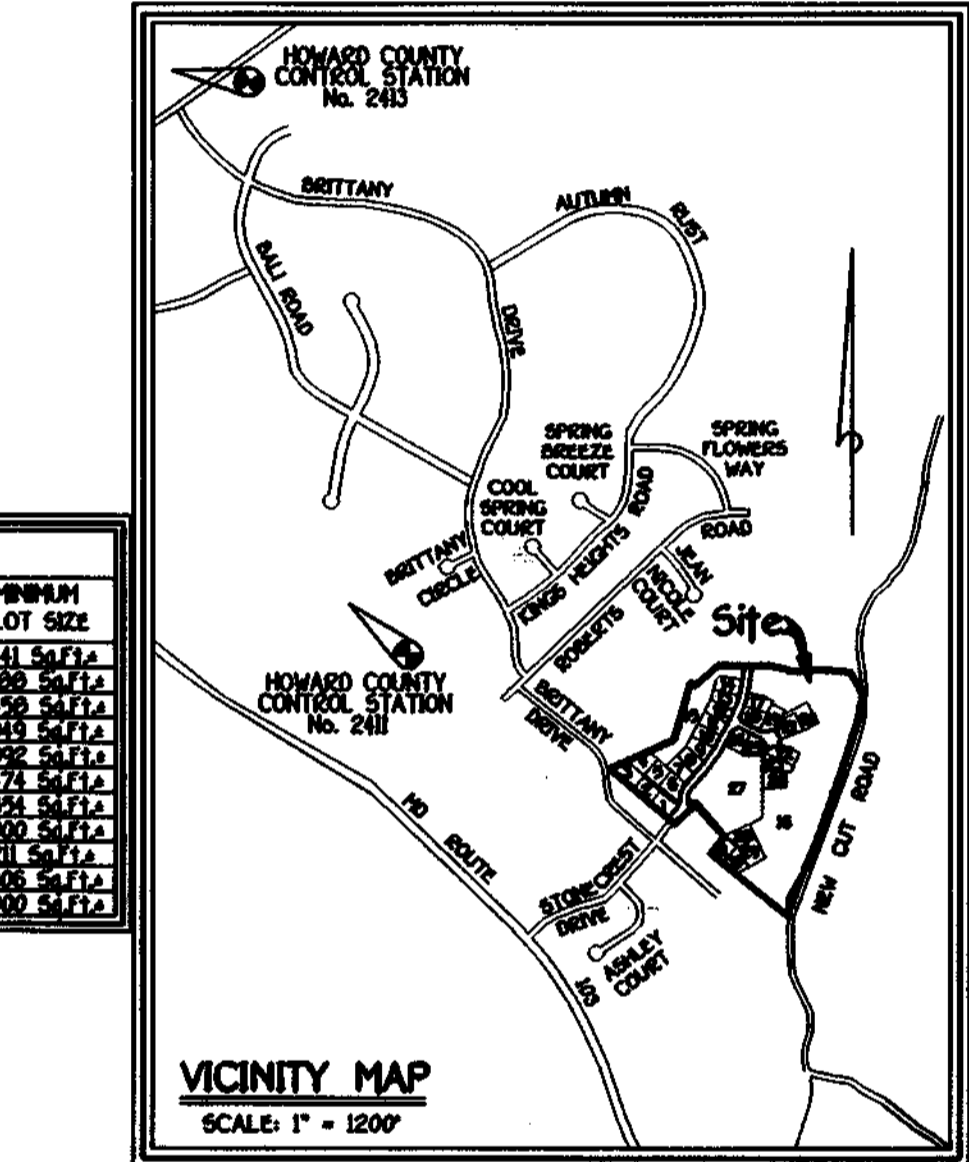 HOWARD COUNTY
CONTROL STATION
No. 2413
BRITTANY
DRIVE
AUTUMN
RUST
BALI ROAD
SPRING
BREEZE
COURT
SPRING
FLOWERS
WAY
COOL
SPRING
COURT
KINGS HEIGHTS ROAD
BRITTANY
CIRCLE
ROBERTS
ROAD
JEAN
NICOLE
COURT
Site
HOWARD COUNTY
CONTROL STATION
No. 2411
BRITTANY
DRIVE
MD ROUTE 103
STONECREST
DRIVE
ASHLEY
COURT
NEW CUT ROAD
MINIMUM
LOT SIZE
41 Sq.Ft.±
Sq.Ft.±
Sq.Ft.±
Sq.Ft.±
Sq.Ft.±
74 Sq.Ft.±
Sq.Ft.±
Sq.Ft.±
Sq.Ft.±
Sq.Ft.±
Sq.Ft.±
VICINITY MAP
SCALE: 1" = 1200'